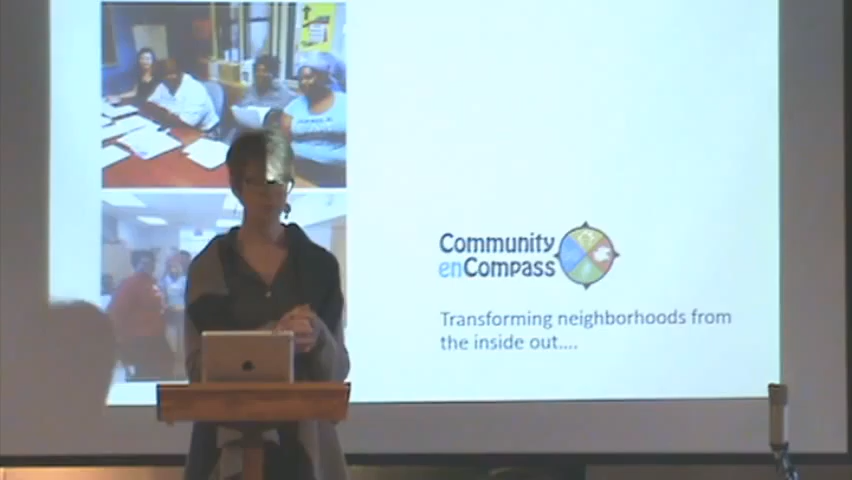 Community
enCompass
Transforming neighborhoods from
the inside out....